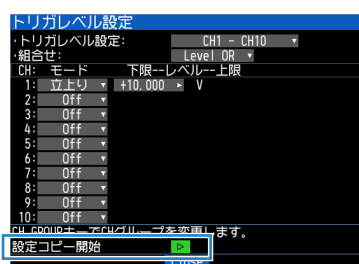 トリガレベル設定
・トリガレベル設定: CH1 - CH10 ▼
・組合せ: Level OR ▼
CH: モード 下限--レベル--上限
1: 立上り ▼ +10.000 ► V
2: Off ▼
3: Off ▼
4: Off ▼
5: Off ▼
6: Off ▼
7: Off ▼
8: Off ▼
9: Off ▼
10: Off ▼
CH GROUPキーでCHグループを変更します。
設定コピー開始